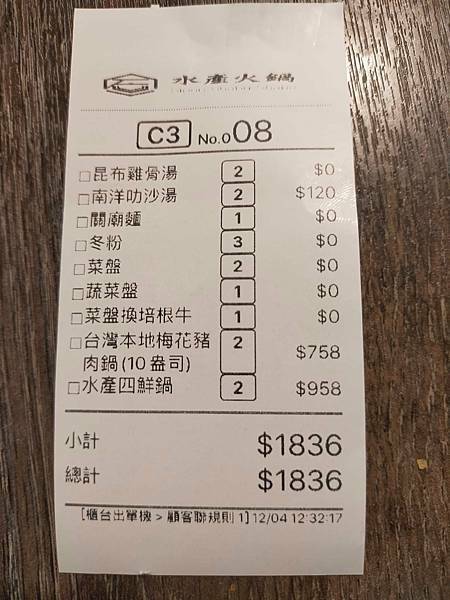 水產火鍋
C3 No.008
□昆布雞骨湯 2 $0
□南洋叻沙湯 2 $120
□關廟麵 1 $0
□冬粉 3 $0
□菜盤 2 $0
□蔬菜盤 1 $0
□菜盤換培根牛 1 $0
□台灣本地梅花豬 2 $758
肉鍋(10盎司)
□水產四鮮鍋 2 $958
小計 $1836
總計 $1836
[櫃台出單機 > 顧客聯規則 1] 12/04 12:32:17